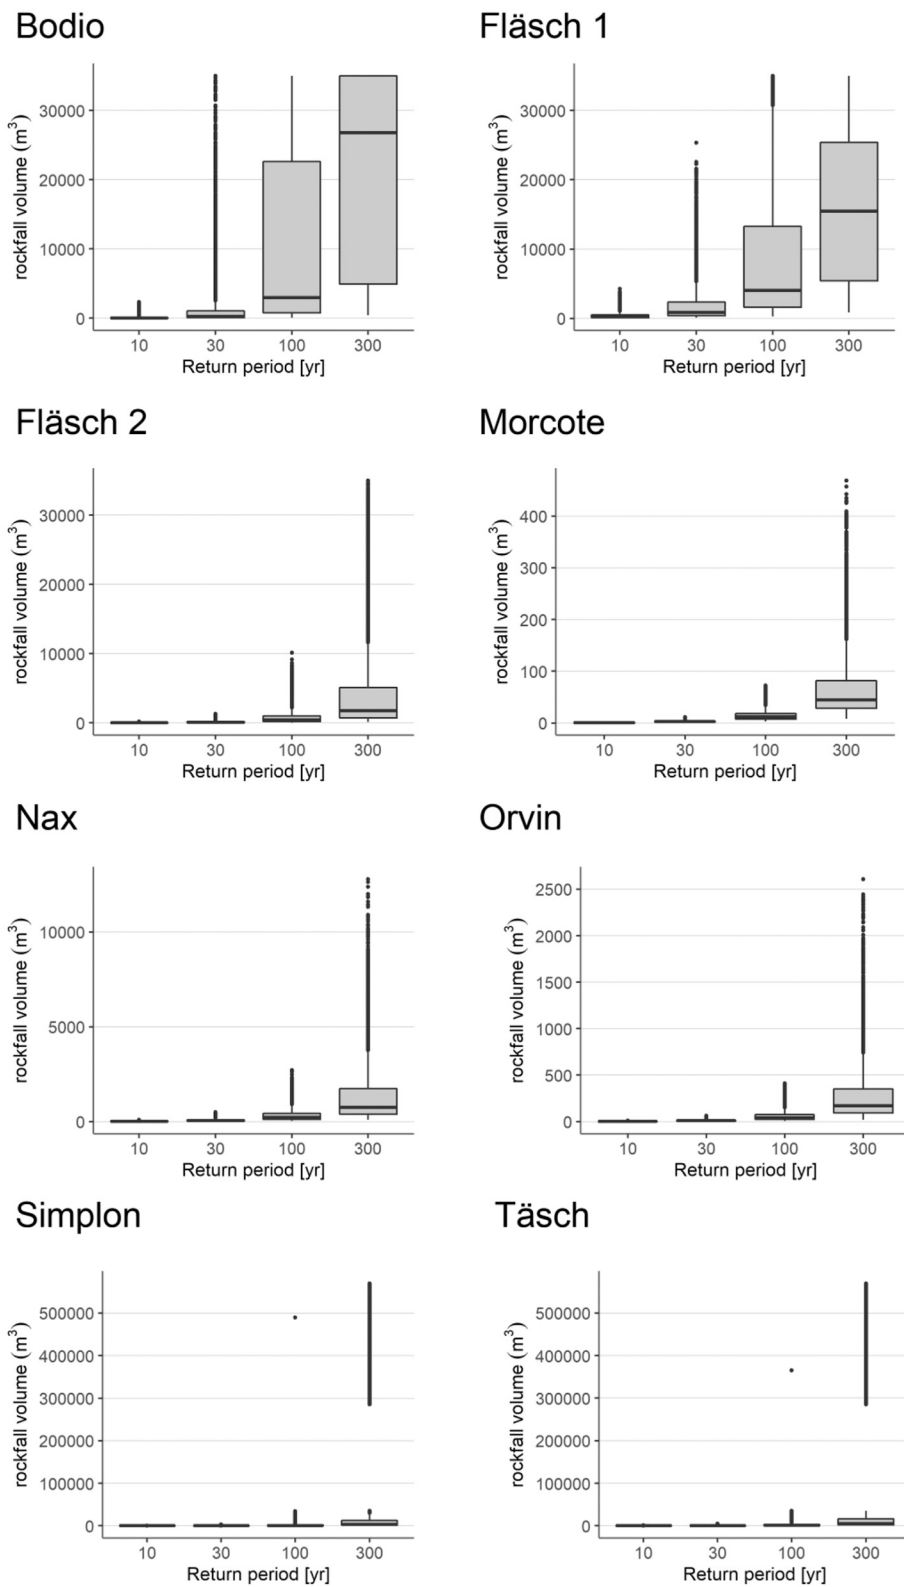 Bodio
rockfall volume (m³)
30000
20000
10000
0
10 30 100 300
Return period [yr]
Fläsch 1
rockfall volume (m³)
30000
20000
10000
0
10 30 100 300
Return period [yr]
Fläsch 2
rockfall volume (m³)
30000
20000
10000
0
10 30 100 300
Return period [yr]
Morcote
rockfall volume (m³)
400
300
200
100
0
10 30 100 300
Return period [yr]
Nax
rockfall volume (m³)
10000
5000
0
10 30 100 300
Return period [yr]
Orvin
rockfall volume (m³)
2500
2000
1500
1000
500
0
10 30 100 300
Return period [yr]
Simplon
rockfall volume (m³)
500000
400000
300000
200000
100000
0
10 30 100 300
Return period [yr]
Täsch
rockfall volume (m³)
500000
400000
300000
200000
100000
0
10 30 100 300
Return period [yr]